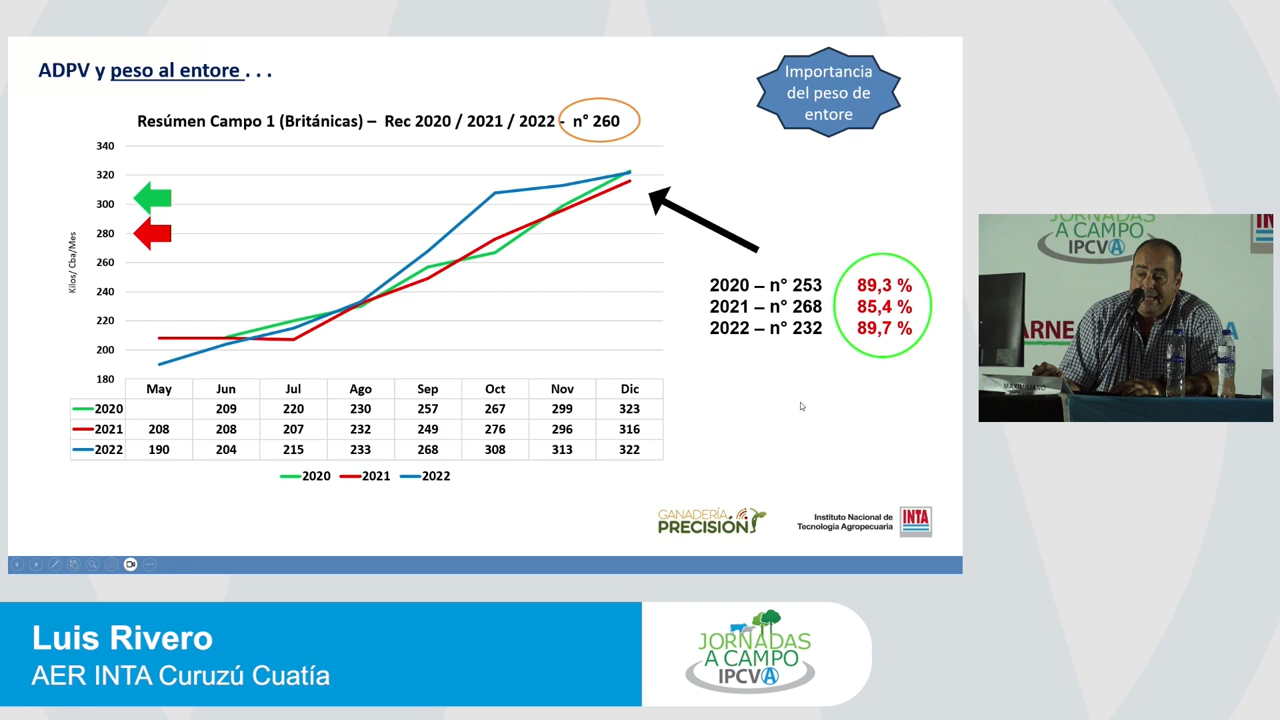 ADPV y peso al entore . . .
Importancia
del peso de
entore
Resúmen Campo 1 (Británicas) – Rec 2020 / 2021 / 2022 - n° 260
340
320
300
280
260
240
220
200
180
Kilos/ Cba/Mes
May Jun Jul Ago Sep Oct Nov Dic
2020 209 220 230 257 267 299 323
2021 208 208 207 232 249 276 296 316
2022 190 204 215 233 268 308 313 322
2020 2021 2022
2020 – n° 253 89,3 %
2021 – n° 268 85,4 %
2022 – n° 232 89,7 %
GANADERÍA
PRECISIÓN
Instituto Nacional de
Tecnología Agropecuaria
INTA
JORNADAS
A CAMPO
IPCVA
IN
ARNE
A
MAXIMILIANO
Luis Rivero
AER INTA Curuzú Cuatía
JORNADAS
A CAMPO
IPCVA